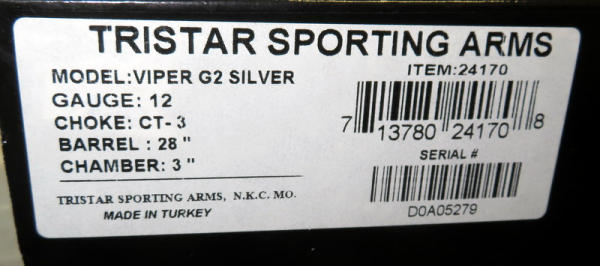 TRISTAR SPORTING ARMS
MODEL:VIPER G2 SILVER
GAUGE: 12
CHOKE: CT-3
BARREL : 28"
CHAMBER: 3"
TRISTAR SPORTING ARMS, N.K.C. MO.
MADE IN TURKEY
ITEM:24170
7 13780 24170 8
SERIAL #
D0A05279